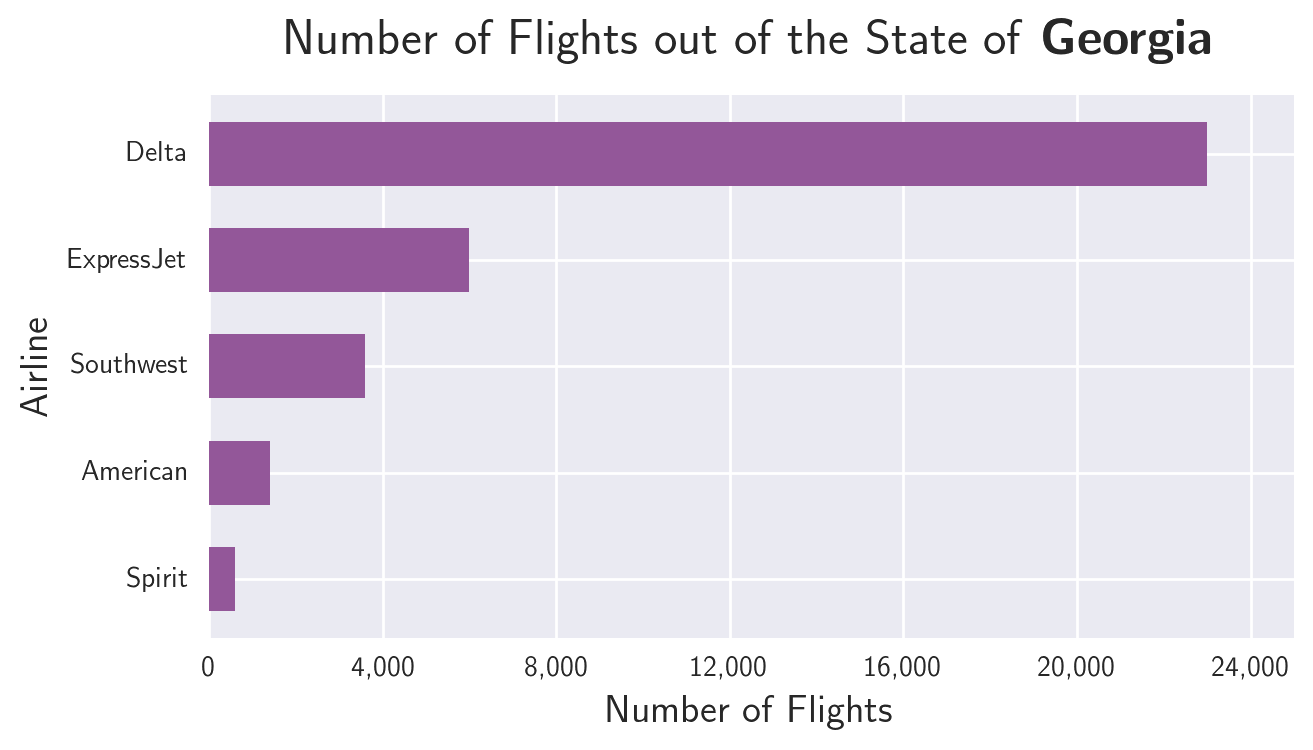 Number of Flights out of the State of Georgia
Delta
ExpressJet
Southwest
American
Spirit
Airline
0
4,000
8,000
12,000
16,000
20,000
24,000
Number of Flights